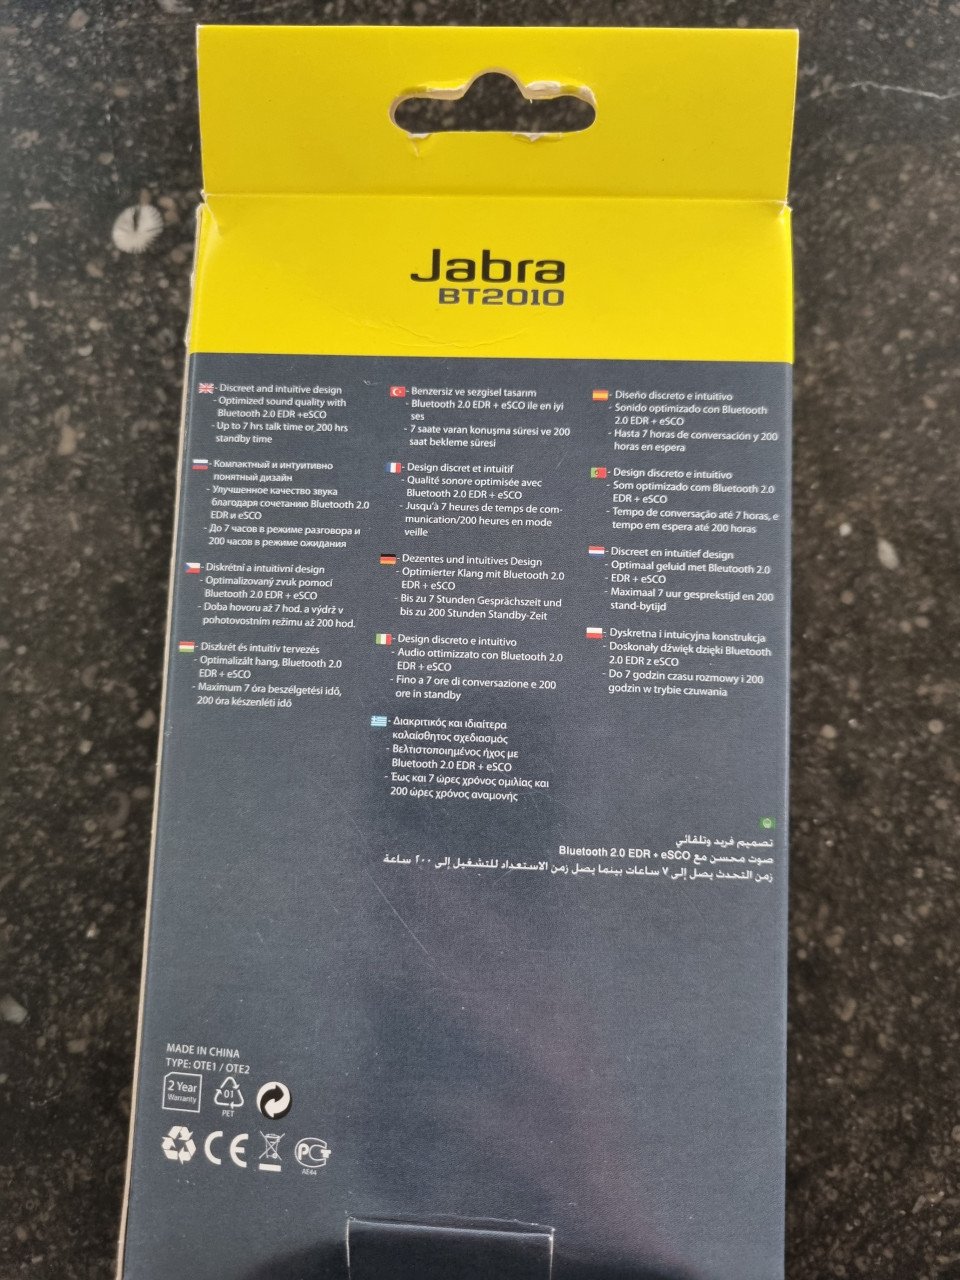 Jabra
BT2010
- Discreet and intuitive design
- Optimized sound quality with
Bluetooth 2.0 EDR +eSCO
- Up to 7 hrs talk time or 200 hrs
standby time
- Компактный и интуитивно
понятный дизайн
- Улучшенное качество звука
благодаря сочетанию Bluetooth 2.0
EDR и eSCO
- До 7 часов в режиме разговора и
200 часов в режиме ожидания
- Diskrétní a intuitivní design
- Optimalizovaný zvuk pomocí
Bluetooth 2.0 EDR + eSCO
- Doba hovoru až 7 hod. a výdrž v
pohotovostním režimu až 200 hod.
- Diszkrét és intuitív tervezés
- Optimalizált hang, Bluetooth 2.0
EDR + eSCO
- Maximum 7 óra beszélgetési idő,
200 óra készenléti idő
- Benzersiz ve sezgisel tasarım
- Bluetooth 2.0 EDR + eSCO ile en iyi
ses
- 7 saate varan konuşma süresi ve 200
saat bekleme süresi
- Design discret et intuitif
- Qualité sonore optimisée avec
Bluetooth 2.0 EDR + eSCO
- Jusqu'à 7 heures de temps de com-
munication/200 heures en mode
veille
- Dezentes und intuitives Design
- Optimierter Klang mit Bluetooth 2.0
EDR + eSCO
- Bis zu 7 Stunden Gesprächszeit und
bis zu 200 Stunden Standby-Zeit
- Design discreto e intuitivo
- Audio ottimizzato con Bluetooth 2.0
EDR + eSCO
- Fino a 7 ore di conversazione e 200
ore in standby
- Διακριτικός και ιδιαίτερα
καλαίσθητος σχεδιασμός
- Βελτιστοποιημένος ήχος με
Bluetooth 2.0 EDR + eSCO
- Έως και 7 ώρες χρόνος ομιλίας και
200 ώρες χρόνος αναμονής
- Diseño discreto e intuitivo
- Sonido optimizado con Bluetooth
2.0 EDR + eSCO
- Hasta 7 horas de conversación y 200
horas en espera
- Design discreto e intuitivo
- Som optimizado com Bluetooth 2.0
EDR + eSCO
- Tempo de conversação até 7 horas, e
tempo em espera até 200 horas
- Discreet en intuitief design
- Optimaal geluid met Bleutooth 2.0
- EDR + eSCO
- Maximaal 7 uur gesprekstijd en 200
stand-bytijd
- Dyskretna i intuicyjna konstrukcja
- Doskonały dźwięk dzięki Bluetooth
2.0 EDR z eSCO
- Do 7 godzin czasu rozmowy i 200
godzin w trybie czuwania
تصميم فريد وتلقائي
صوت محسن مع Bluetooth 2.0 EDR + eSCO
زمن التحدث يصل إلى ٧ ساعات بينما يصل زمن الاستعداد للتشغيل إلى ٢٠٠ ساعة
MADE IN CHINA
TYPE: OTE1 / OTE2
2 Year
Warranty
01
PET
CE
PCT
AE44